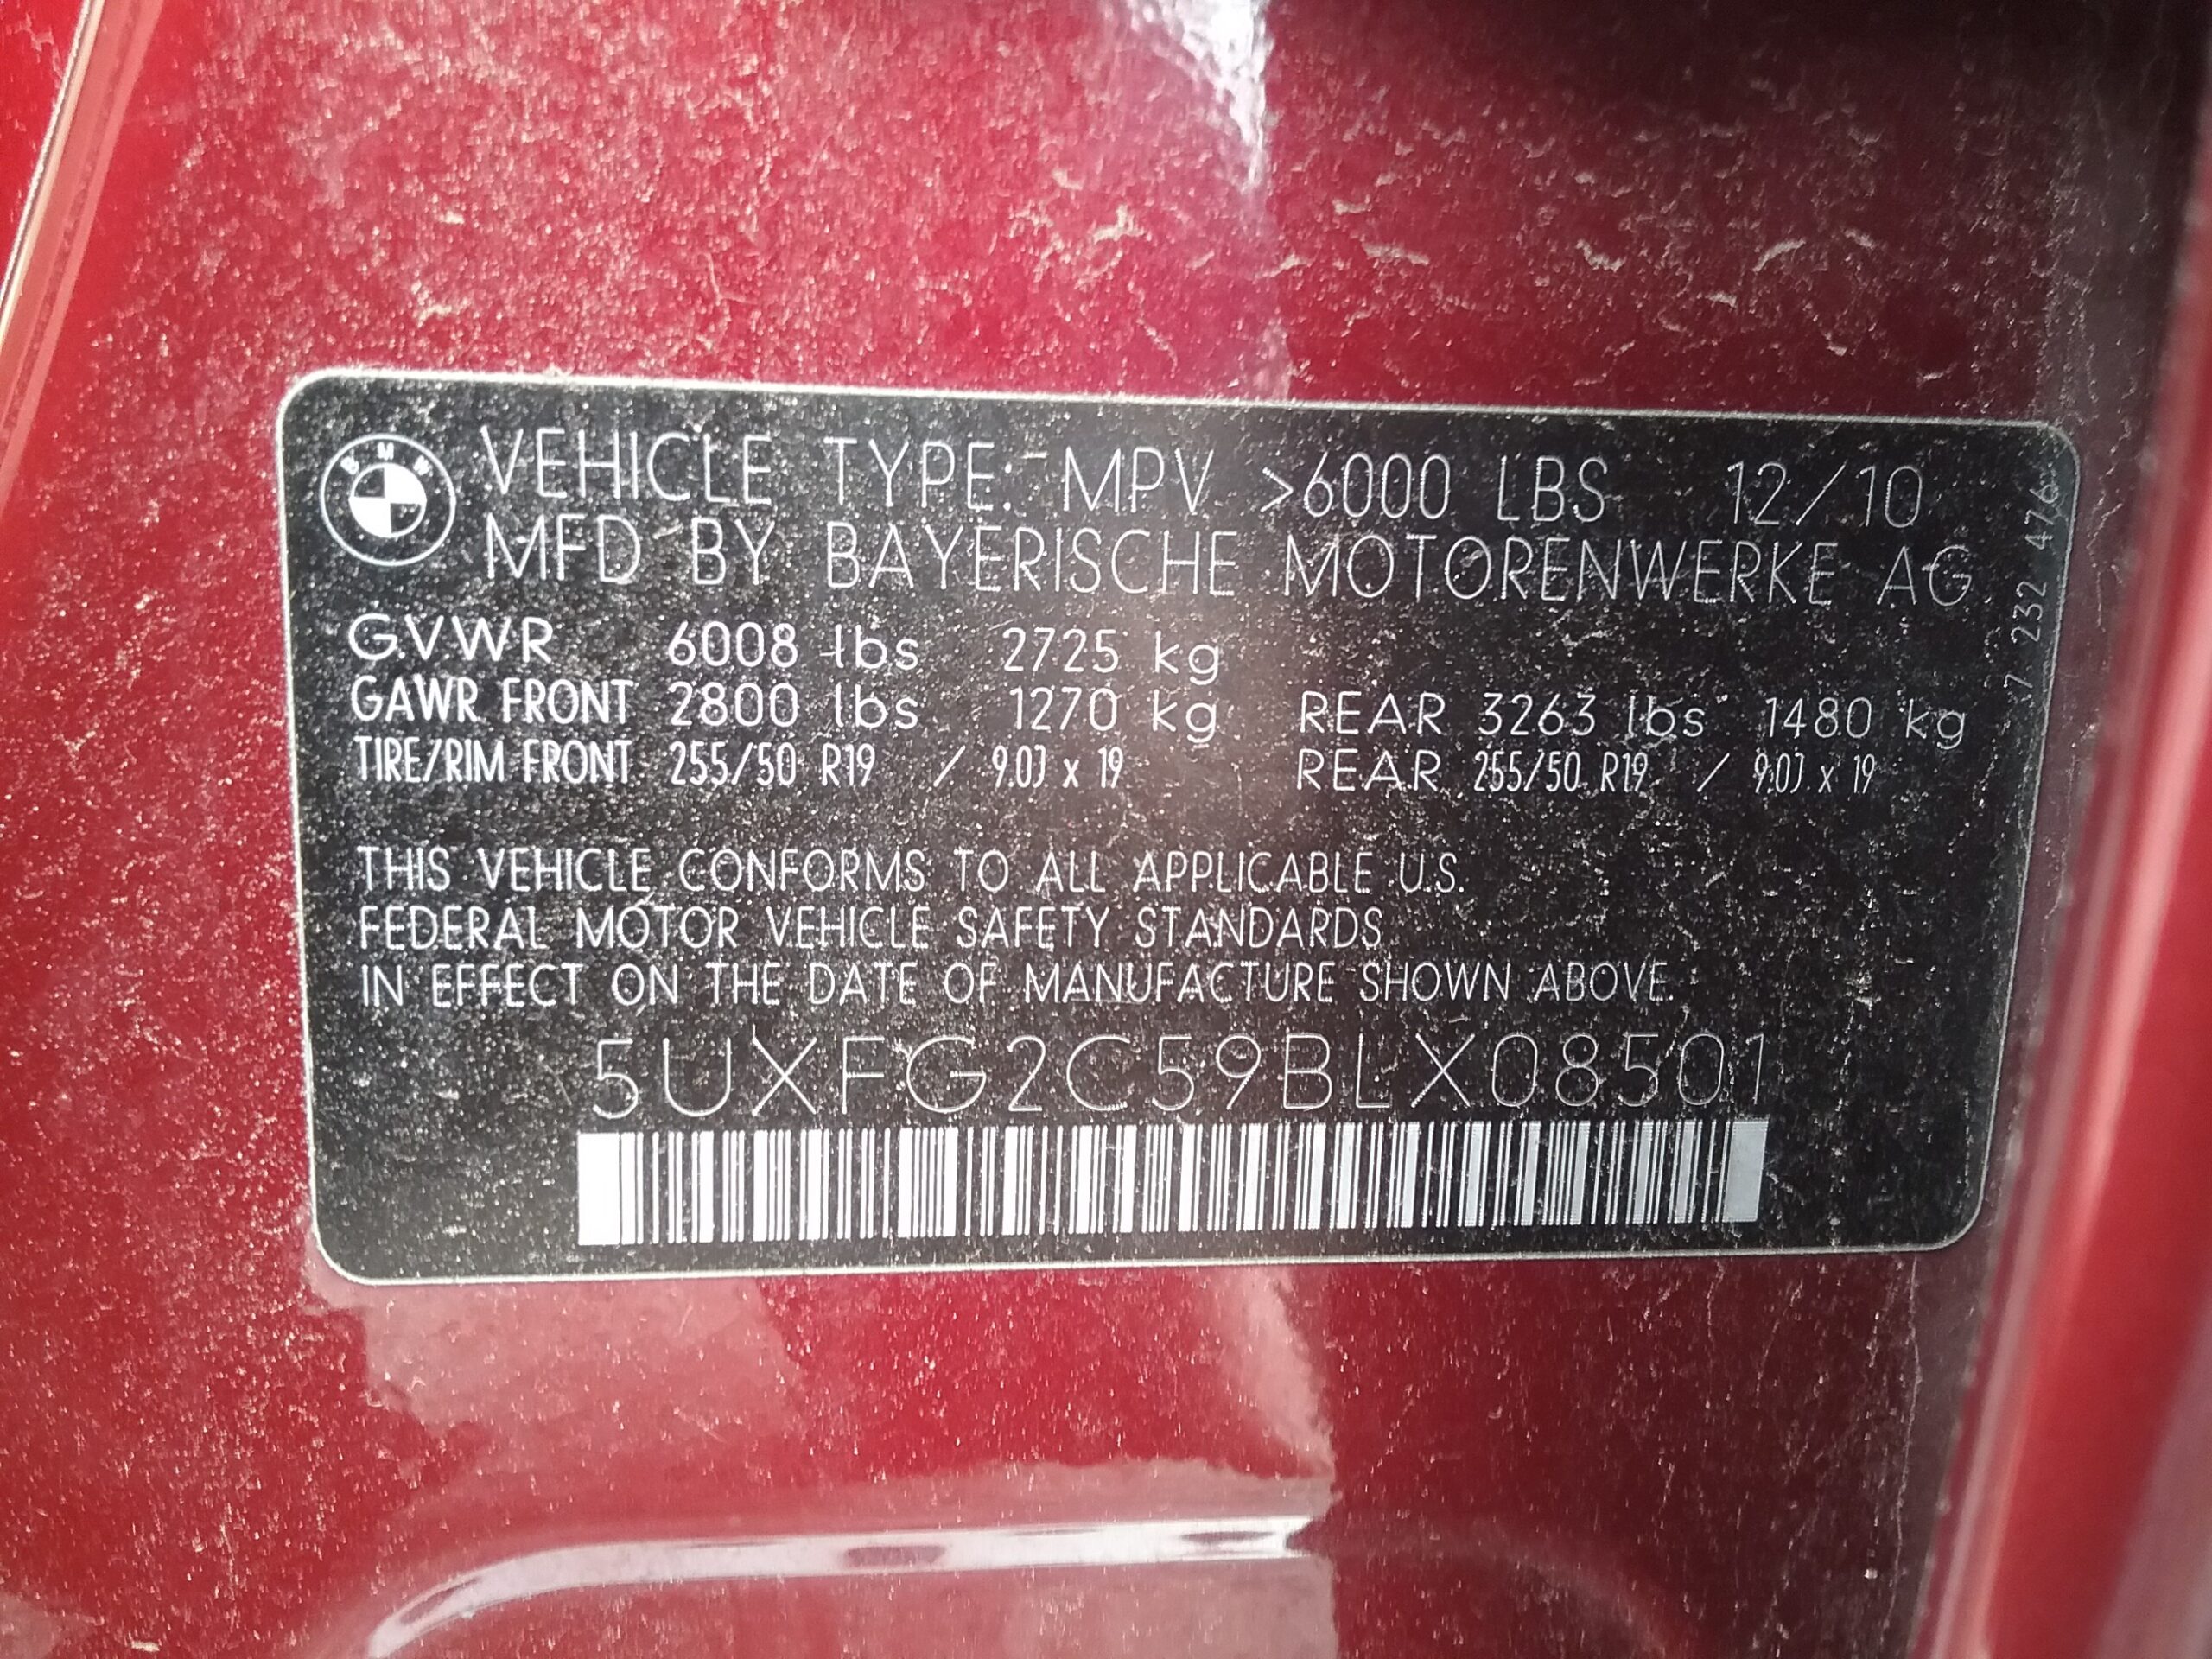 BMW
VEHICLE TYPE: MPV >6000 LBS 12/10
MFD BY BAYERISCHE MOTORENWERKE AG
G.V.W.R 6008 lbs 2725 kg
GAWR FRONT 2800 lbs 1270 kg REAR 3263 lbs 1480 kg
TIRE/RIM FRONT 255/50 R19 / 9.0J x 19 REAR 255/50 R19 / 9.0J x 19
THIS VEHICLE CONFORMS TO ALL APPLICABLE U.S.
FEDERAL MOTOR VEHICLE SAFETY STANDARDS
IN EFFECT ON THE DATE OF MANUFACTURE SHOWN ABOVE.
5UXFG2C59BLX08501
7 232 476